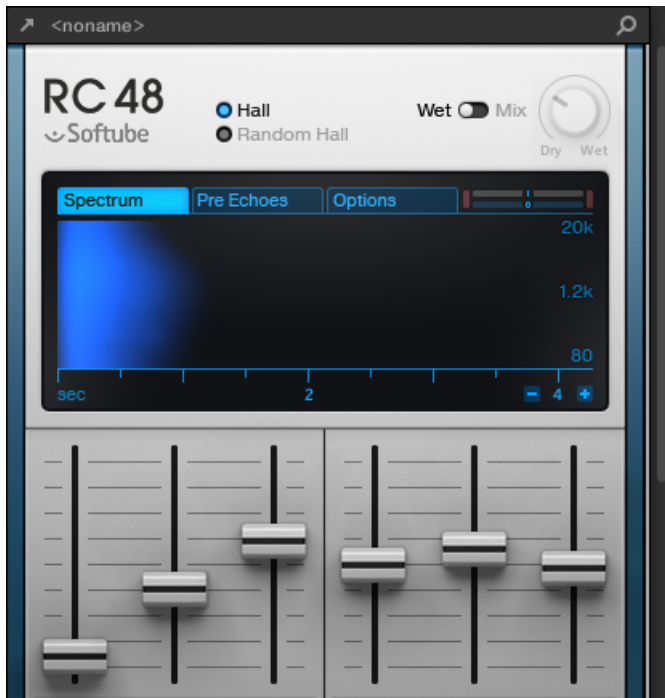 <noname>
RC 48
Softube
Hall
Random Hall
Wet Mix
Dry Wet
Spectrum Pre Echoes Options
I
0
20k
1.2k
80
sec 2 - 4 +